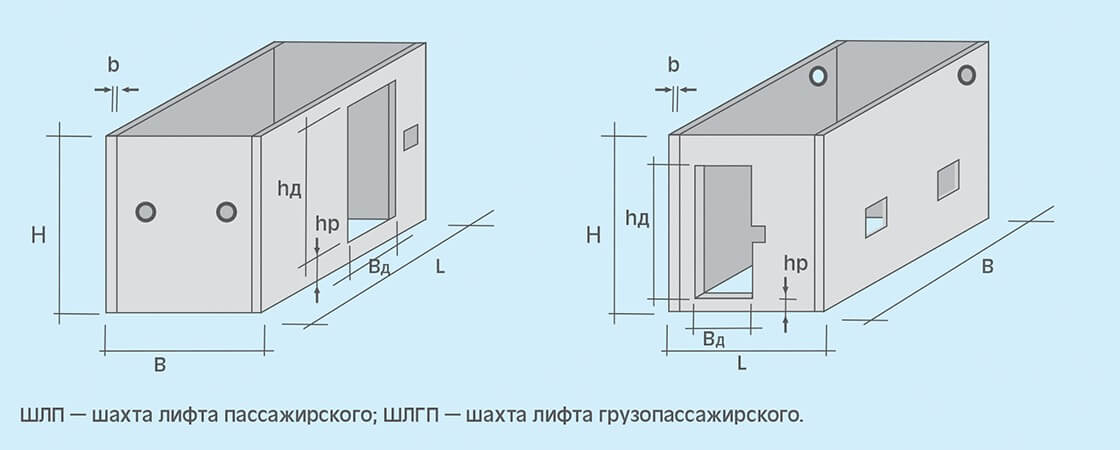 b
b
hд
H
hр
Bд
L
B
hд
H
hр
B
Bд
L
ШЛП — шахта лифта пассажирского; ШЛГП — шахта лифта грузопассажирского.